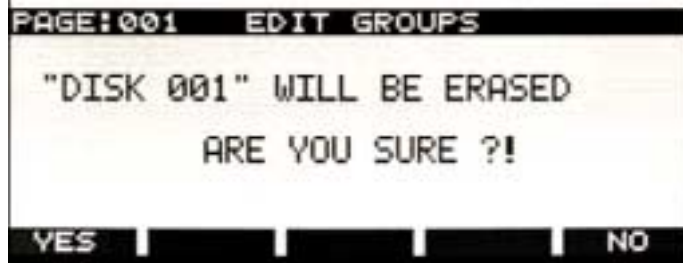 PAGE:001 EDIT GROUPS
"DISK 001" WILL BE ERASED
ARE YOU SURE ?!
YES NO